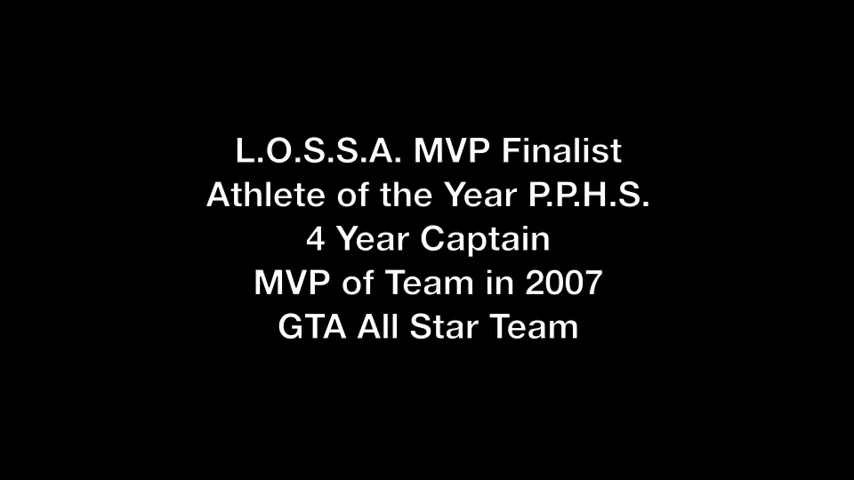 L.O.S.S.A. MVP Finalist
Athlete of the Year P.P.H.S.
4 Year Captain
MVP of Team in 2007
GTA All Star Team